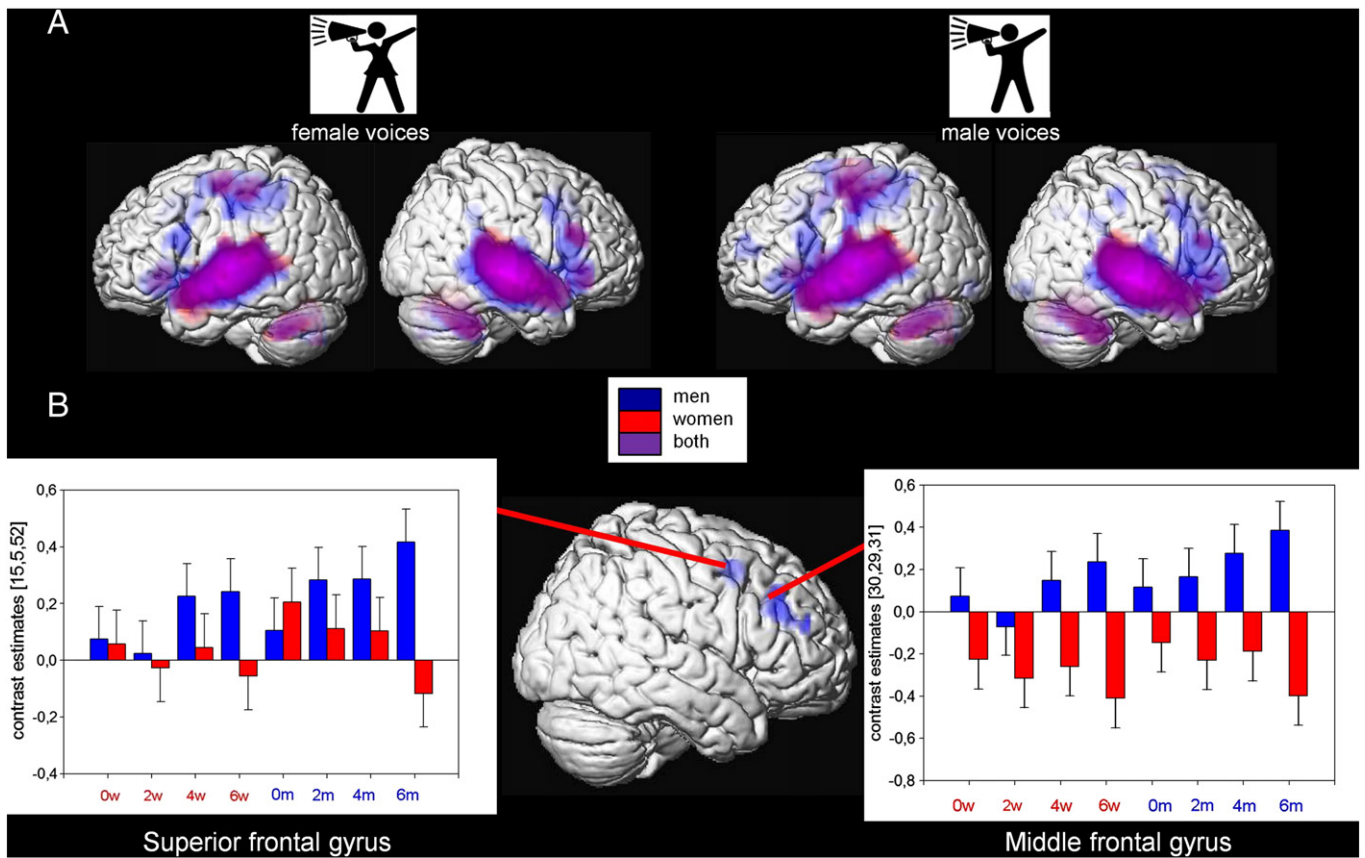 A
female voices
male voices
B
men
women
both
0,6
0,4
0,2
0,0
-0,2
-0,4
contrast estimates [15,5,52]
0w 2w 4w 6w 0m 2m 4m 6m
Superior frontal gyrus
0,6
0,4
0,2
0,0
-0,2
-0,4
-0,6
-0,8
contrast estimates [30,29,31]
0w 2w 4w 6w 0m 2m 4m 6m
Middle frontal gyrus